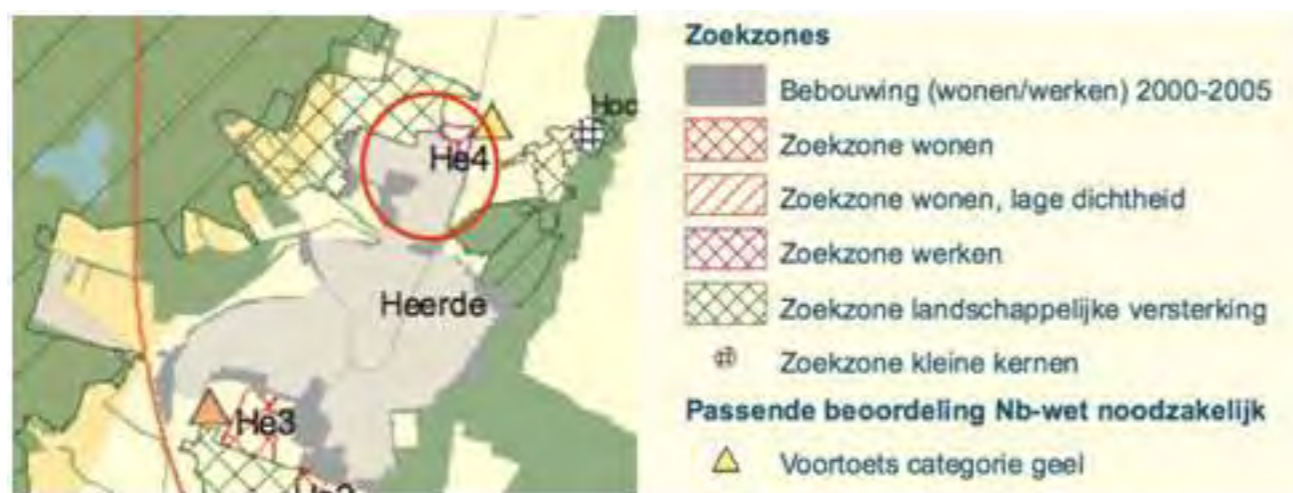 Hoc
He4
Heerde
He3
He2
Zoekzones
Bebouwing (wonen/werken) 2000-2005
Zoekzone wonen
Zoekzone wonen, lage dichtheid
Zoekzone werken
Zoekzone landschappelijke versterking
Zoekzone kleine kernen
Passende beoordeling Nb-wet noodzakelijk
Voortoets categorie geel